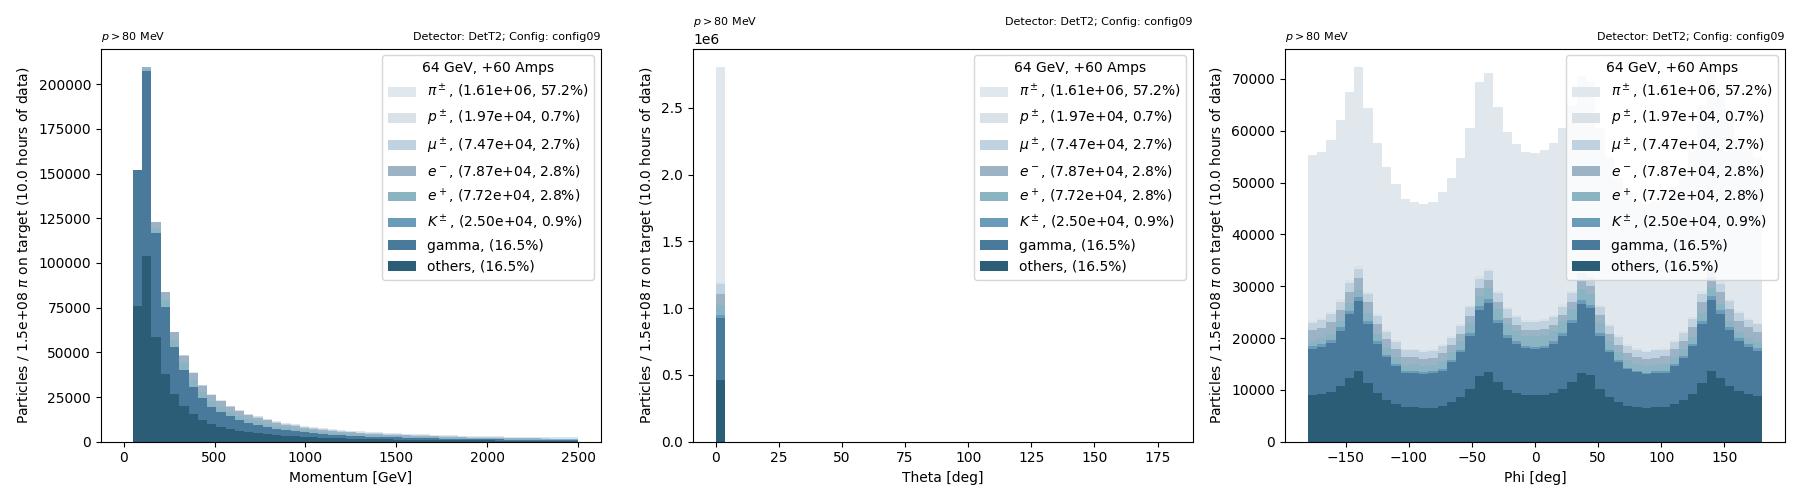 p > 80 MeV
Detector: DetT2; Config: config09
64 GeV, +60 Amps
π±, (1.61e+06, 57.2%)
p±, (1.97e+04, 0.7%)
μ±, (7.47e+04, 2.7%)
e−, (7.87e+04, 2.8%)
e+, (7.72e+04, 2.8%)
K±, (2.50e+04, 0.9%)
gamma, (16.5%)
others, (16.5%)
Particles / 1.5e+08 π on target (10.0 hours of data)
200000
175000
150000
125000
100000
75000
50000
25000
0
0 500 1000 1500 2000 2500
Momentum [GeV]
p > 80 MeV
Detector: DetT2; Config: config09
1e6
64 GeV, +60 Amps
π±, (1.61e+06, 57.2%)
p±, (1.97e+04, 0.7%)
μ±, (7.47e+04, 2.7%)
e−, (7.87e+04, 2.8%)
e+, (7.72e+04, 2.8%)
K±, (2.50e+04, 0.9%)
gamma, (16.5%)
others, (16.5%)
Particles / 1.5e+08 π on target (10.0 hours of data)
2.5
2.0
1.5
1.0
0.5
0.0
0 25 50 75 100 125 150 175
Theta [deg]
p > 80 MeV
Detector: DetT2; Config: config09
64 GeV, +60 Amps
π±, (1.61e+06, 57.2%)
p±, (1.97e+04, 0.7%)
μ±, (7.47e+04, 2.7%)
e−, (7.87e+04, 2.8%)
e+, (7.72e+04, 2.8%)
K±, (2.50e+04, 0.9%)
gamma, (16.5%)
others, (16.5%)
Particles / 1.5e+08 π on target (10.0 hours of data)
70000
60000
50000
40000
30000
20000
10000
0
−150 −100 −50 0 50 100 150
Phi [deg]